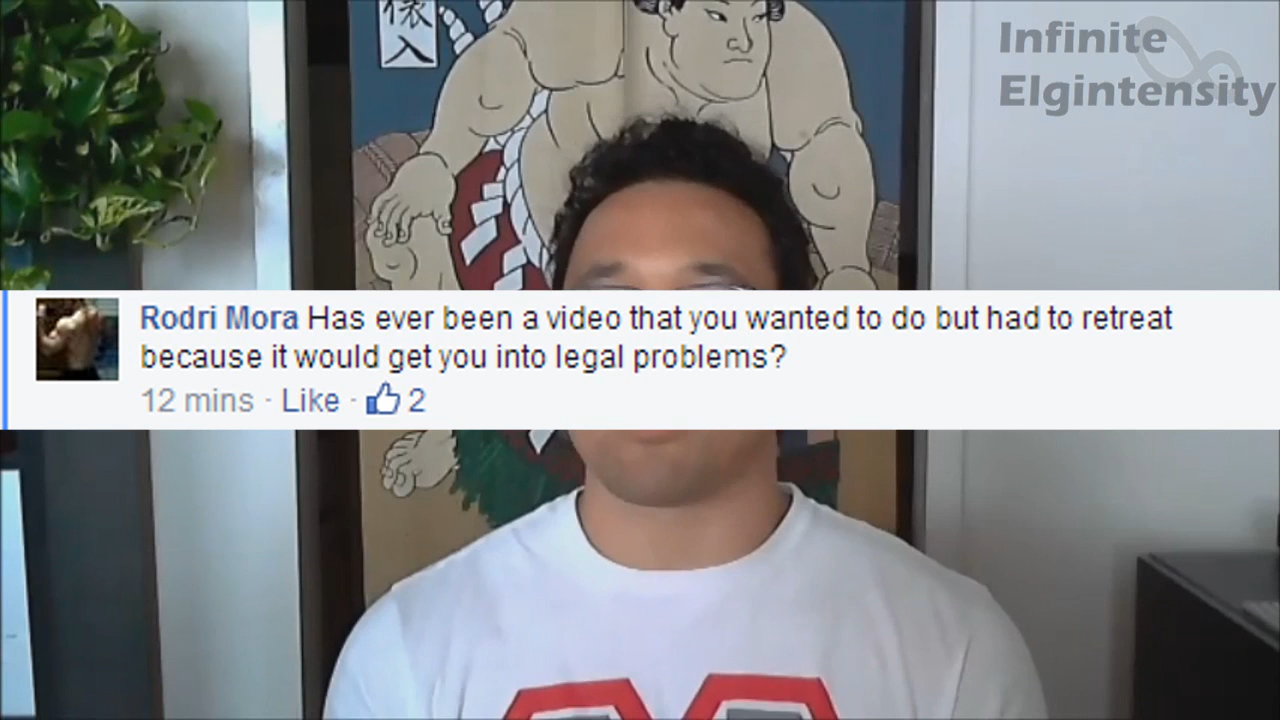 入
Infinite
Elgintensity
Rodri Mora Has ever been a video that you wanted to do but had to retreat
because it would get you into legal problems?
12 mins · Like · 2